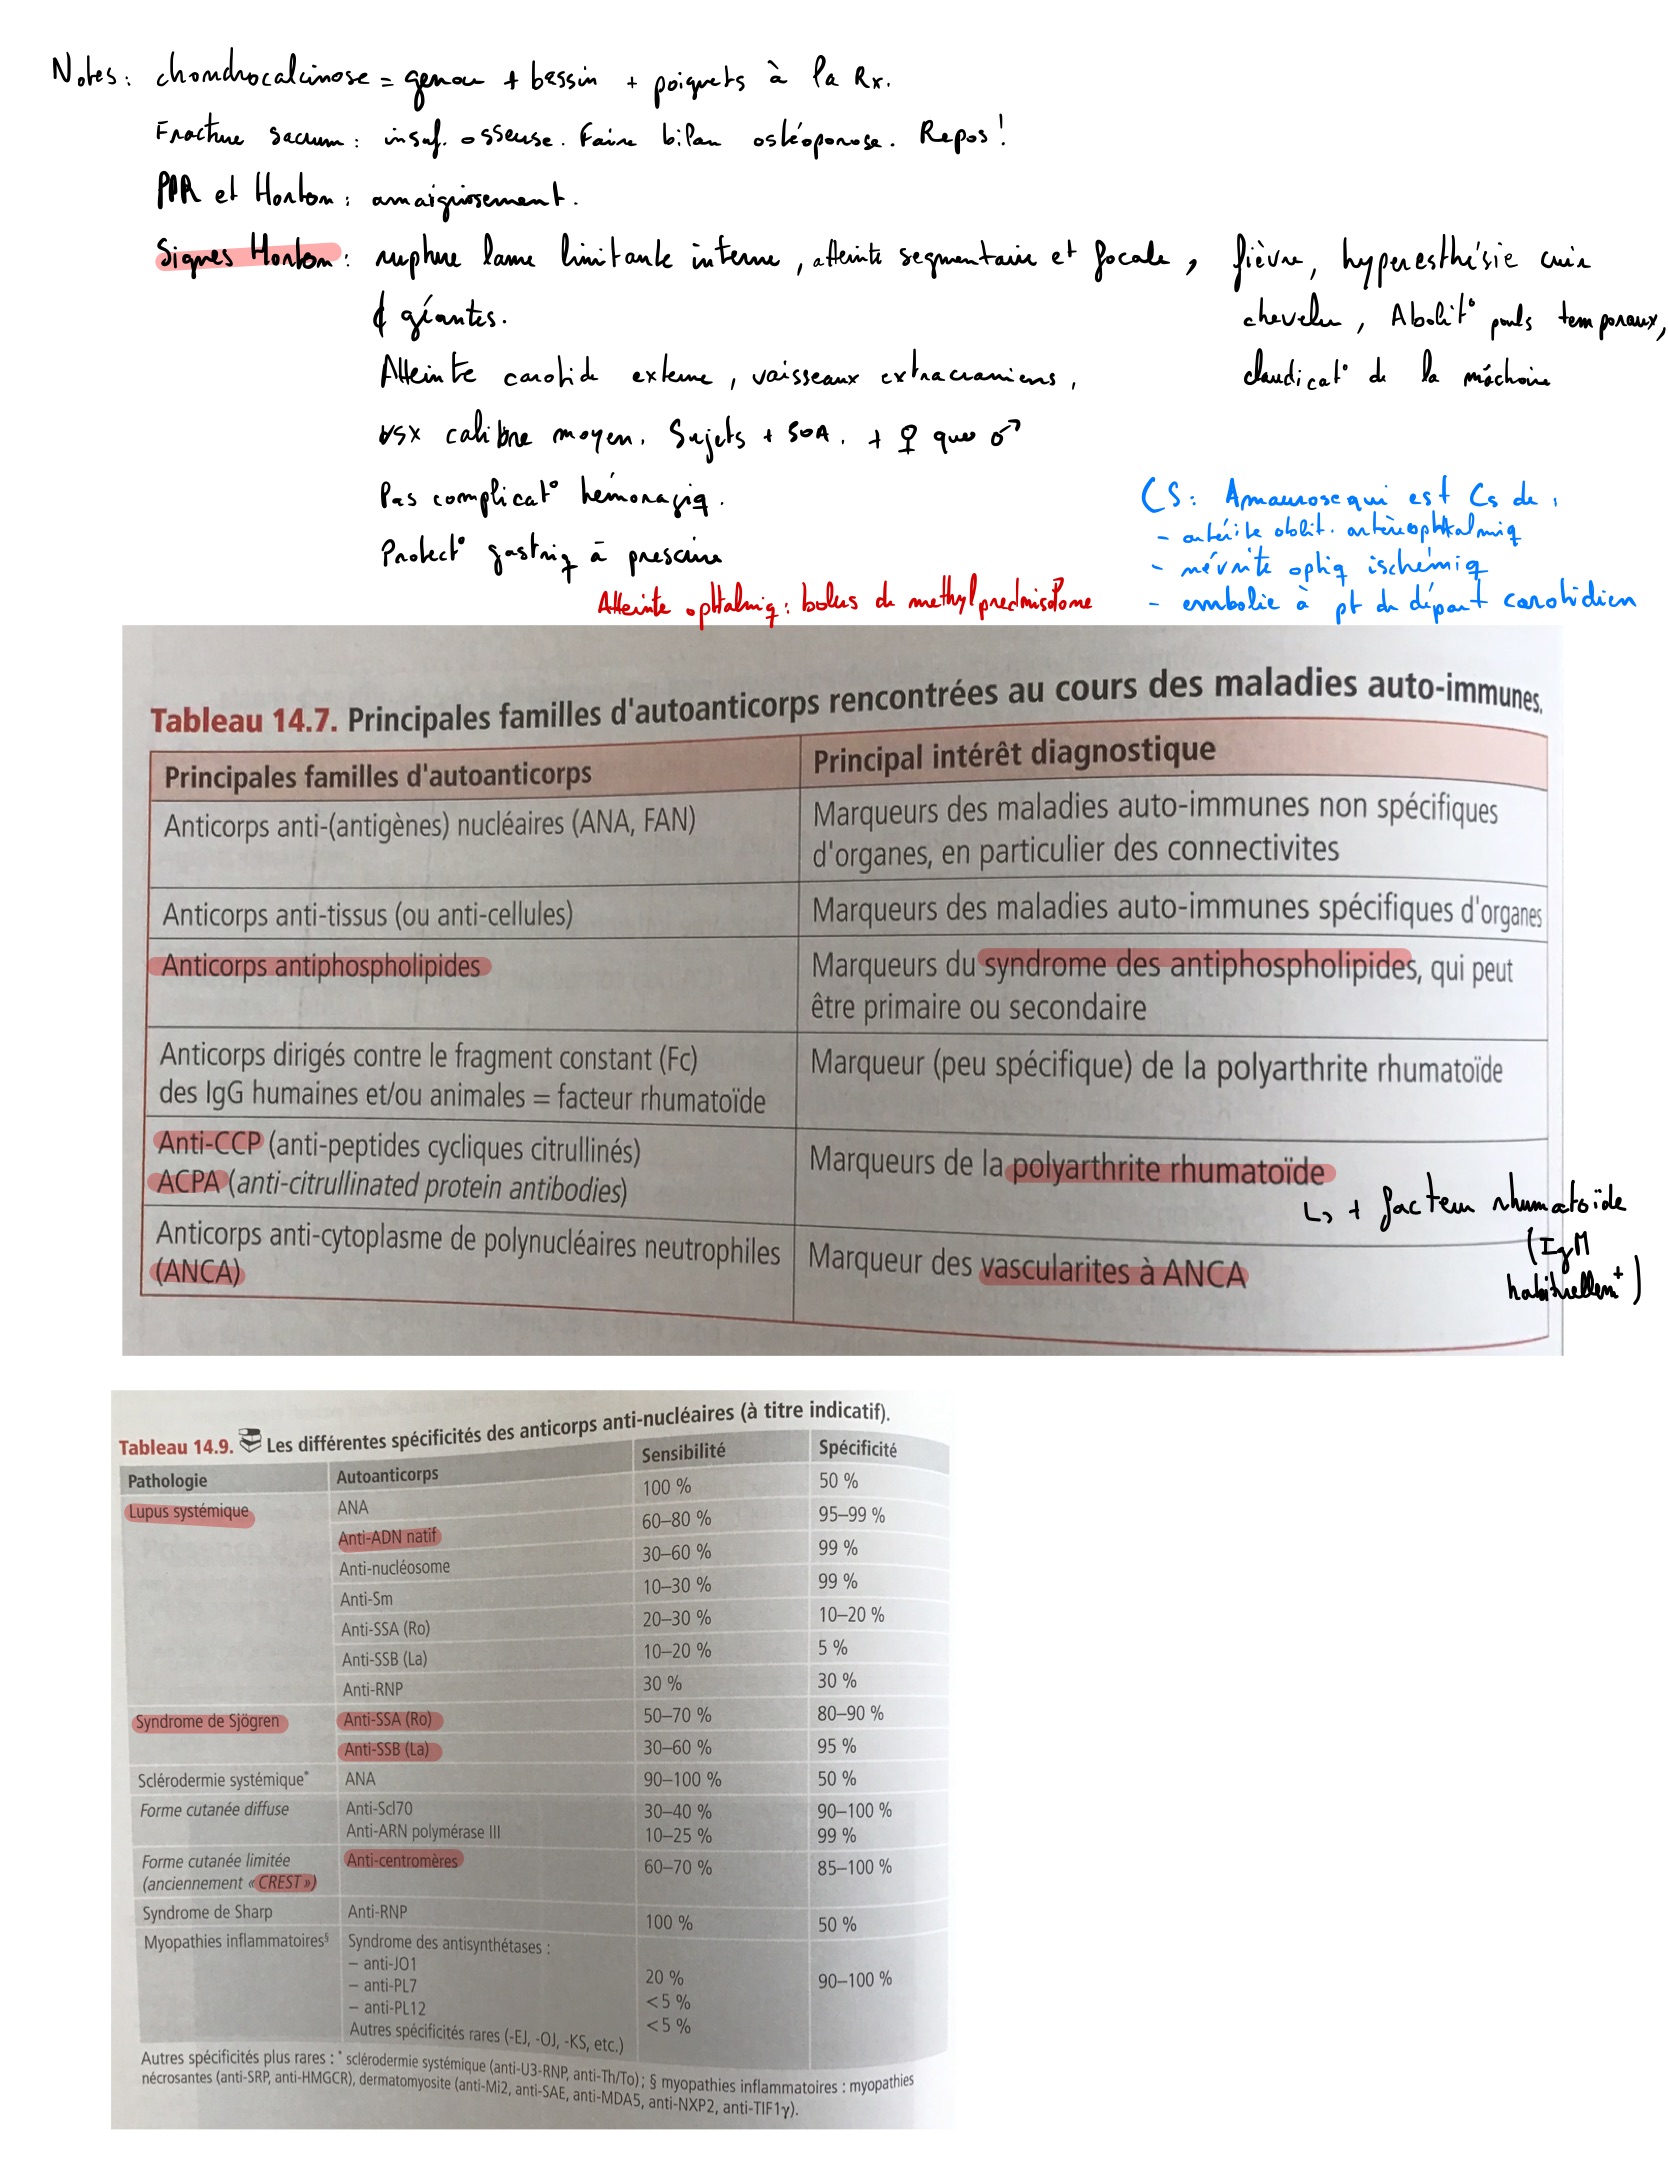 Notes : chondrocalcinose = genou + bassin + poignets à la Rx.
Fracture sacrum : insuf. osseuse. Faire bilan ostéoporose. Repos !
PPR et Horton : amaigrissement.
Signes Horton : rupture lame limitante interne, atteinte segmentaire et focale, fièvre, hyperesthésie cuir
¢ géantes. chevelu, Abolit° pouls temporaux,
Atteinte carotide externe, vaisseaux extracraniens, claudicat° de la mâchoire
vsx calibre moyen. Sujets + 50A. + ♀ que ♂
Pas complicat° hémoragiq.
Protect° gastriq à prescrire
CS : Amaurose qui est Cs de :
- artérite oblit. artère ophtalmiq
- névrite optiq ischémiq
- embolie à pt de départ carotidien
Atteinte ophtalmiq : bolus de methylprednisolone
Tableau 14.7. Principales familles d'autoanticorps rencontrées au cours des maladies auto-immunes.
Principales familles d'autoanticorps Principal intérêt diagnostique
Anticorps anti-(antigènes) nucléaires (ANA, FAN) Marqueurs des maladies auto-immunes non spécifiques
d'organes, en particulier des connectivites
Anticorps anti-tissus (ou anti-cellules) Marqueurs des maladies auto-immunes spécifiques d'organes
Anticorps antiphospholipides Marqueurs du syndrome des antiphospholipides, qui peut
être primaire ou secondaire
Anticorps dirigés contre le fragment constant (Fc) Marqueur (peu spécifique) de la polyarthrite rhumatoïde
des IgG humaines et/ou animales = facteur rhumatoïde
Anti-CCP (anti-peptides cycliques citrullinés) Marqueurs de la polyarthrite rhumatoïde
ACPA (anti-citrullinated protein antibodies)
↳ + facteur rhumatoïde
(IgM
habituellem^t)
Anticorps anti-cytoplasme de polynucléaires neutrophiles Marqueur des vascularites à ANCA
(ANCA)
Tableau 14.9. Les différentes spécificités des anticorps anti-nucléaires (à titre indicatif).
Pathologie Autoanticorps Sensibilité Spécificité
Lupus systémique ANA 100 % 50 %
Anti-ADN natif 60–80 % 95–99 %
Anti-nucléosome 30–60 % 99 %
Anti-Sm 10–30 % 99 %
Anti-SSA (Ro) 20–30 % 10–20 %
Anti-SSB (La) 10–20 % 5 %
Anti-RNP 30 % 30 %
Syndrome de Sjögren Anti-SSA (Ro) 50–70 % 80–90 %
Anti-SSB (La) 30–60 % 95 %
Sclérodermie systémique* ANA 90–100 % 50 %
Forme cutanée diffuse Anti-Scl70 30–40 % 90–100 %
Anti-ARN polymérase III 10–25 % 99 %
Forme cutanée limitée Anti-centromères 60–70 % 85–100 %
(anciennement « CREST »)
Syndrome de Sharp Anti-RNP 100 % 50 %
Myopathies inflammatoires§ Syndrome des antisynthétases :
– anti-JO1 20 % 90–100 %
– anti-PL7 <5 %
– anti-PL12 <5 %
Autres spécificités rares (-EJ, -OJ, -KS, etc.)
Autres spécificités plus rares : * sclérodermie systémique (anti-U3-RNP, anti-Th/To) ; § myopathies inflammatoires : myopathies
nécrosantes (anti-SRP, anti-HMGCR), dermatomyosite (anti-Mi2, anti-SAE, anti-MDA5, anti-NXP2, anti-TIF1γ).